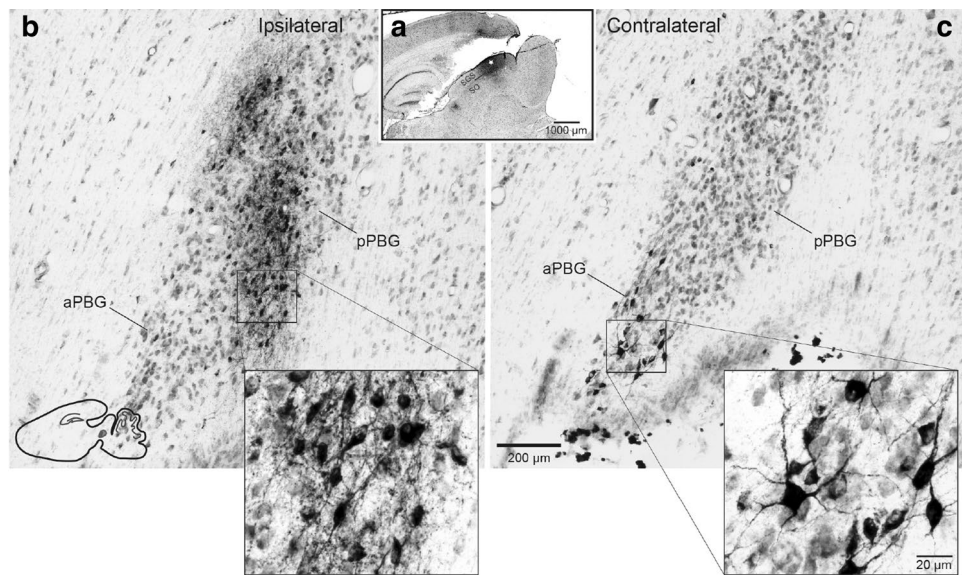 b
Ipsilateral
a
SGS
SO
1000 µm
Contralateral
c
pPBG
aPBG
pPBG
aPBG
200 µm
20 µm